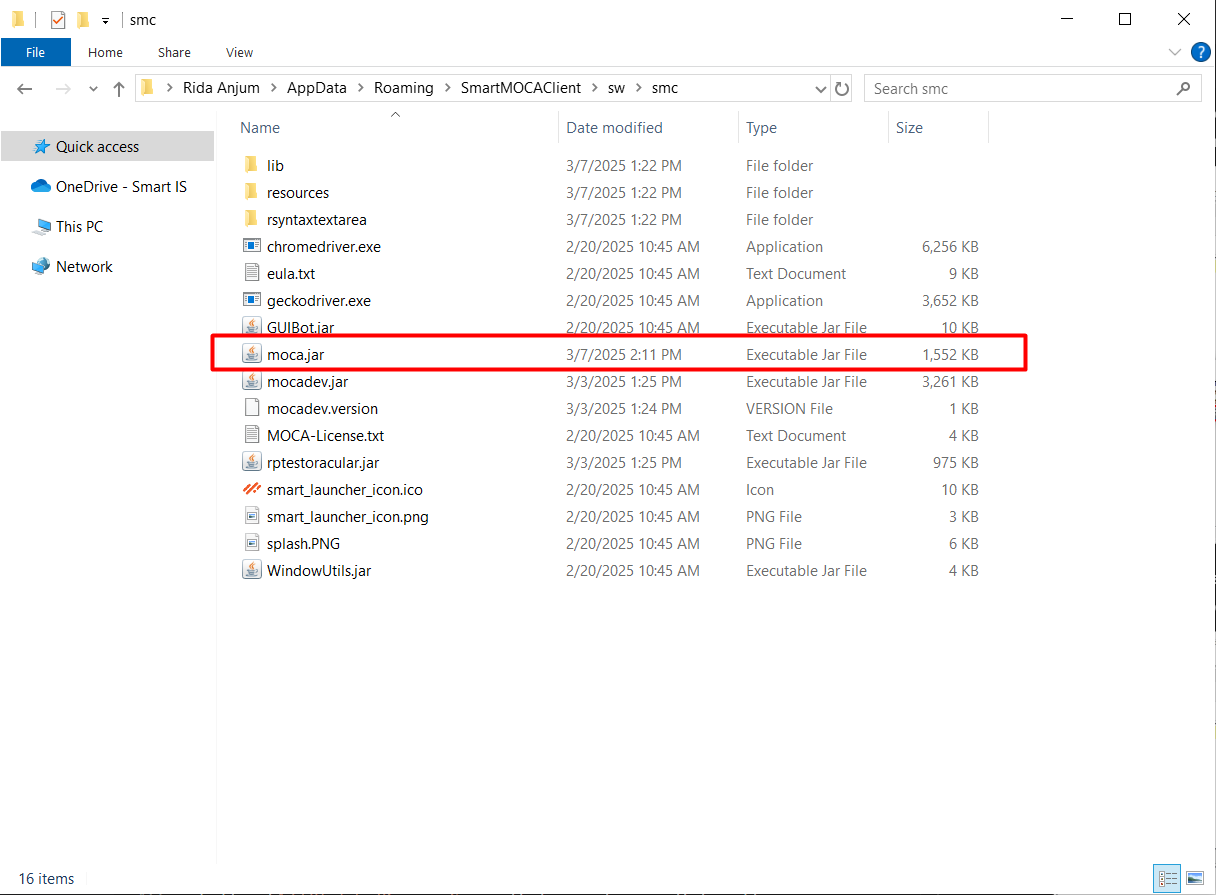 smc
File Home Share View
Rida Anjum AppData Roaming SmartMOCAClient sw smc
Search smc
Name Date modified Type Size
Quick access
OneDrive - Smart IS
This PC
Network
lib 3/7/2025 1:22 PM File folder
resources 3/7/2025 1:22 PM File folder
rsyntaxtextarea 3/7/2025 1:22 PM File folder
chromedriver.exe 2/20/2025 10:45 AM Application 6,256 KB
eula.txt 2/20/2025 10:45 AM Text Document 9 KB
geckodriver.exe 2/20/2025 10:45 AM Application 3,652 KB
GUIBot.jar 2/20/2025 10:45 AM Executable Jar File 10 KB
moca.jar 3/7/2025 2:11 PM Executable Jar File 1,552 KB
mocadev.jar 3/3/2025 1:25 PM Executable Jar File 3,261 KB
mocadev.version 3/3/2025 1:24 PM VERSION File 1 KB
MOCA-License.txt 2/20/2025 10:45 AM Text Document 4 KB
rptestoracular.jar 3/3/2025 1:25 PM Executable Jar File 975 KB
smart_launcher_icon.ico 2/20/2025 10:45 AM Icon 10 KB
smart_launcher_icon.png 2/20/2025 10:45 AM PNG File 3 KB
splash.PNG 2/20/2025 10:45 AM PNG File 6 KB
WindowUtils.jar 2/20/2025 10:45 AM Executable Jar File 4 KB
16 items